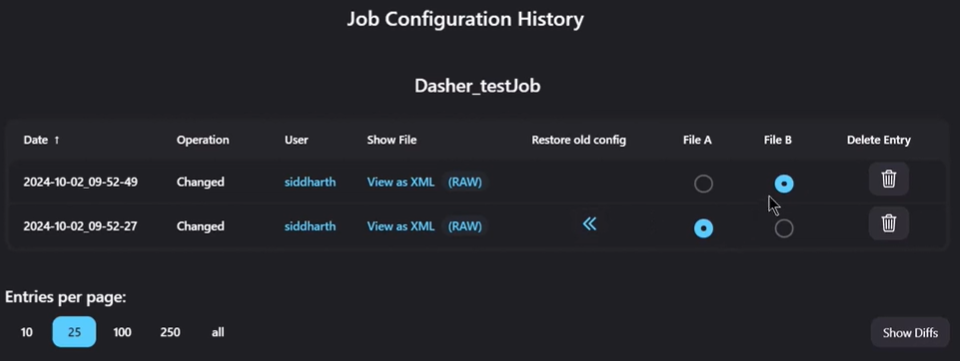 Job Configuration History
Dasher_testJob
Date ↑ Operation User Show File Restore old config File A File B Delete Entry
2024-10-02_09-52-49 Changed siddharth View as XML (RAW)
2024-10-02_09-52-27 Changed siddharth View as XML (RAW)
Entries per page:
10 25 100 250 all Show Diffs